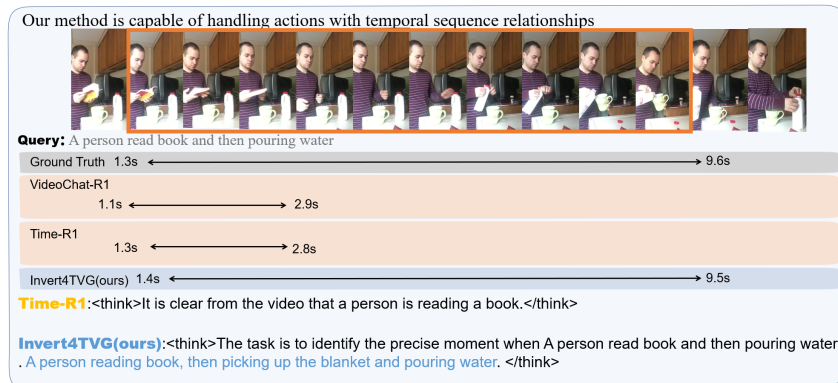 Our method is capable of handling actions with temporal sequence relationships
Query: A person read book and then pouring water
Ground Truth 1.3s 9.6s
VideoChat-R1
1.1s 2.9s
Time-R1
1.3s 2.8s
Invert4TVG(ours) 1.4s 9.5s
Time-R1:<think>It is clear from the video that a person is reading a book.</think>
Invert4TVG(ours):<think>The task is to identify the precise moment when A person read book and then pouring water
. A person reading book, then picking up the blanket and pouring water. </think>